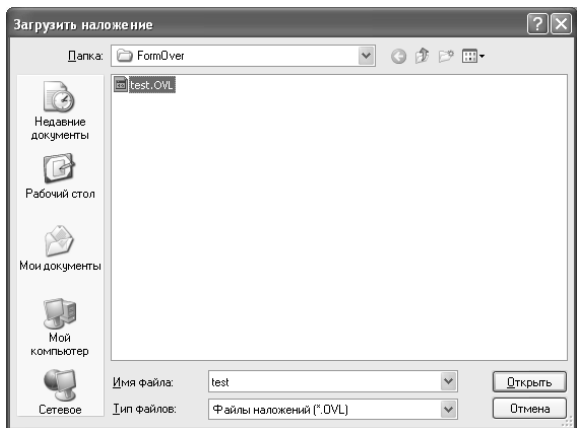 Загрузить наложение
Папка: FormOver
test.OVL
Недавние
документы
Рабочий стол
Мои документы
Мой
компьютер
Сетевое
Имя файла: test Открыть
Тип файлов: Файлы наложений (*.OVL) Отмена